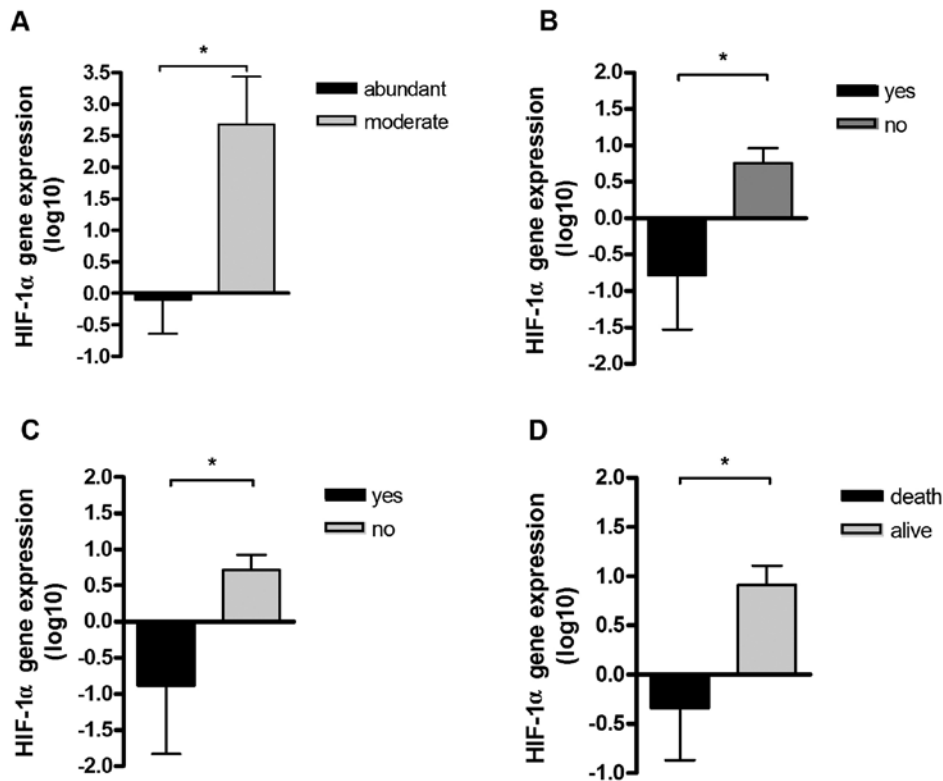 A
*
3.5
3.0
2.5
2.0
1.5
1.0
0.5
0.0
-0.5
-1.0
HIF-1α gene expression
(log10)
abundant
moderate
B
*
2.0
1.5
1.0
0.5
0.0
-0.5
-1.0
-1.5
-2.0
HIF-1α gene expression
(log10)
yes
no
C
*
2.0
1.5
1.0
0.5
0.0
-0.5
-1.0
-1.5
-2.0
HIF-1α gene expression
(log10)
yes
no
D
*
2.0
1.5
1.0
0.5
0.0
-0.5
-1.0
HIF-1α gene expression
(log10)
death
alive